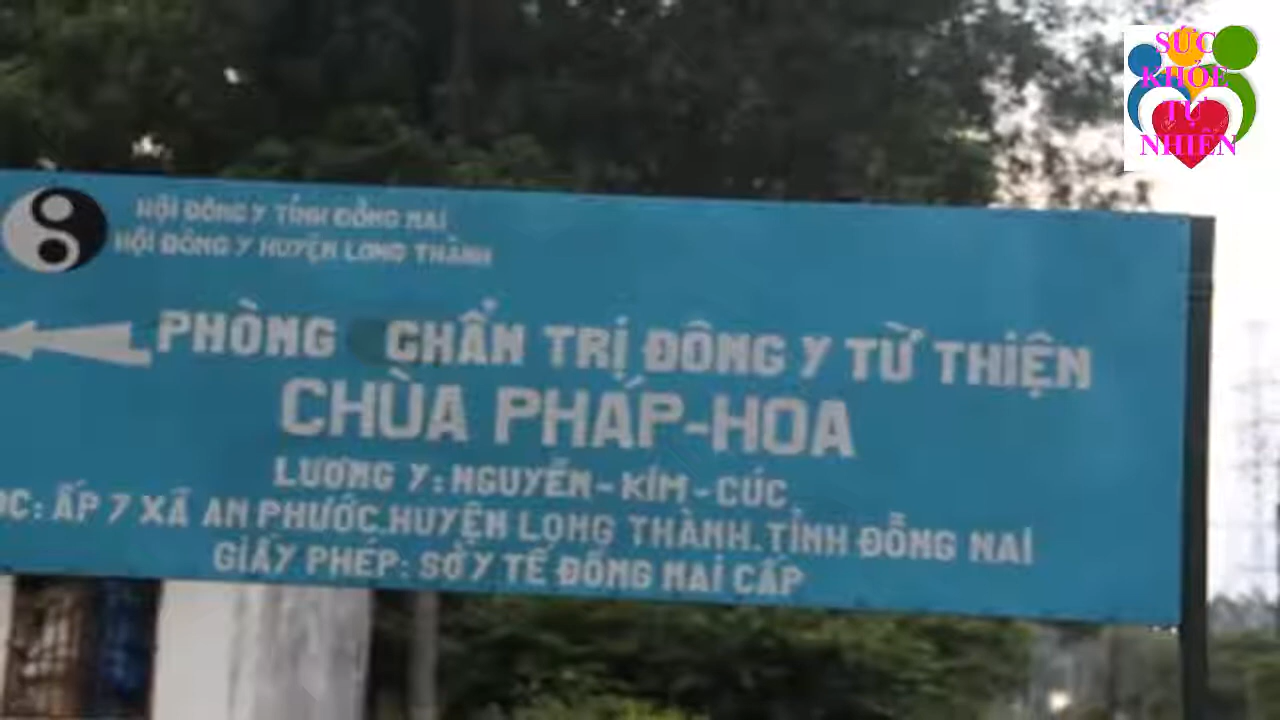 HỘI ĐÔNG Y TỈNH ĐỒNG NAI
HỘI ĐÔNG Y HUYỆN LONG THÀNH
PHÒNG CHẨN TRỊ ĐÔNG Y TỪ THIỆN
CHÙA PHÁP-HOA
LƯƠNG Y: NGUYỄN-KÍM-CÚC
ĐC: ẤP 7 XÃ AN PHƯỚC.HUYỆN LONG THÀNH.TỈNH ĐỒNG NAI
GIẤY PHÉP: SỞ Y TẾ ĐỒNG NAI CẤP
SỨC
KHỎE
TỰ
NHIÊN